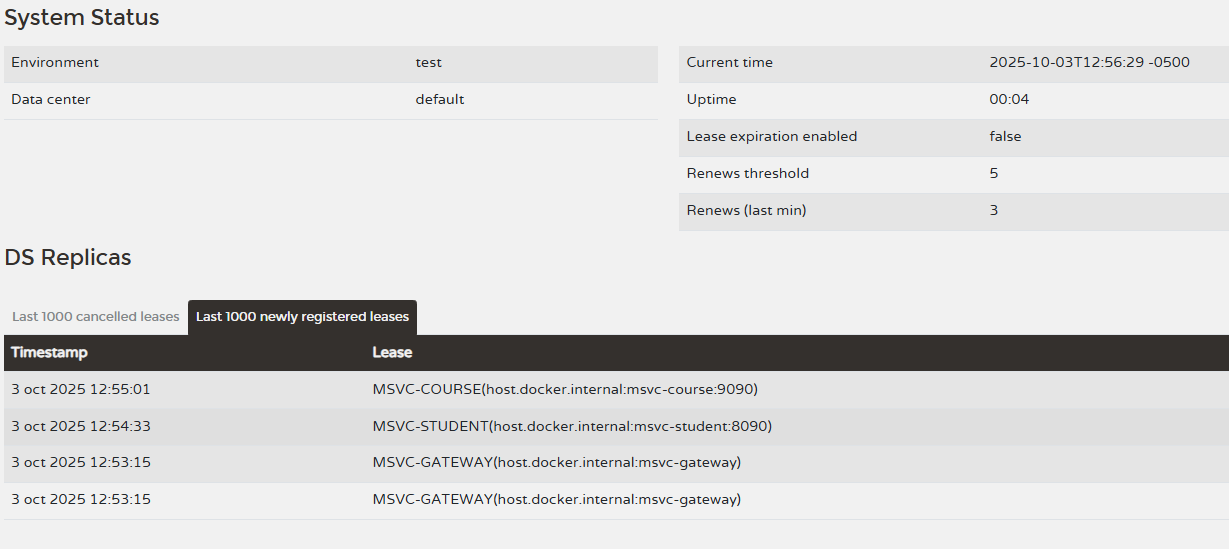 System Status
Environment test
Data center default
Current time 2025-10-03T12:56:29 -0500
Uptime 00:04
Lease expiration enabled false
Renews threshold 5
Renews (last min) 3
DS Replicas
Last 1000 cancelled leases Last 1000 newly registered leases
Timestamp Lease
3 oct 2025 12:55:01 MSVC-COURSE(host.docker.internal:msvc-course:9090)
3 oct 2025 12:54:33 MSVC-STUDENT(host.docker.internal:msvc-student:8090)
3 oct 2025 12:53:15 MSVC-GATEWAY(host.docker.internal:msvc-gateway)
3 oct 2025 12:53:15 MSVC-GATEWAY(host.docker.internal:msvc-gateway)